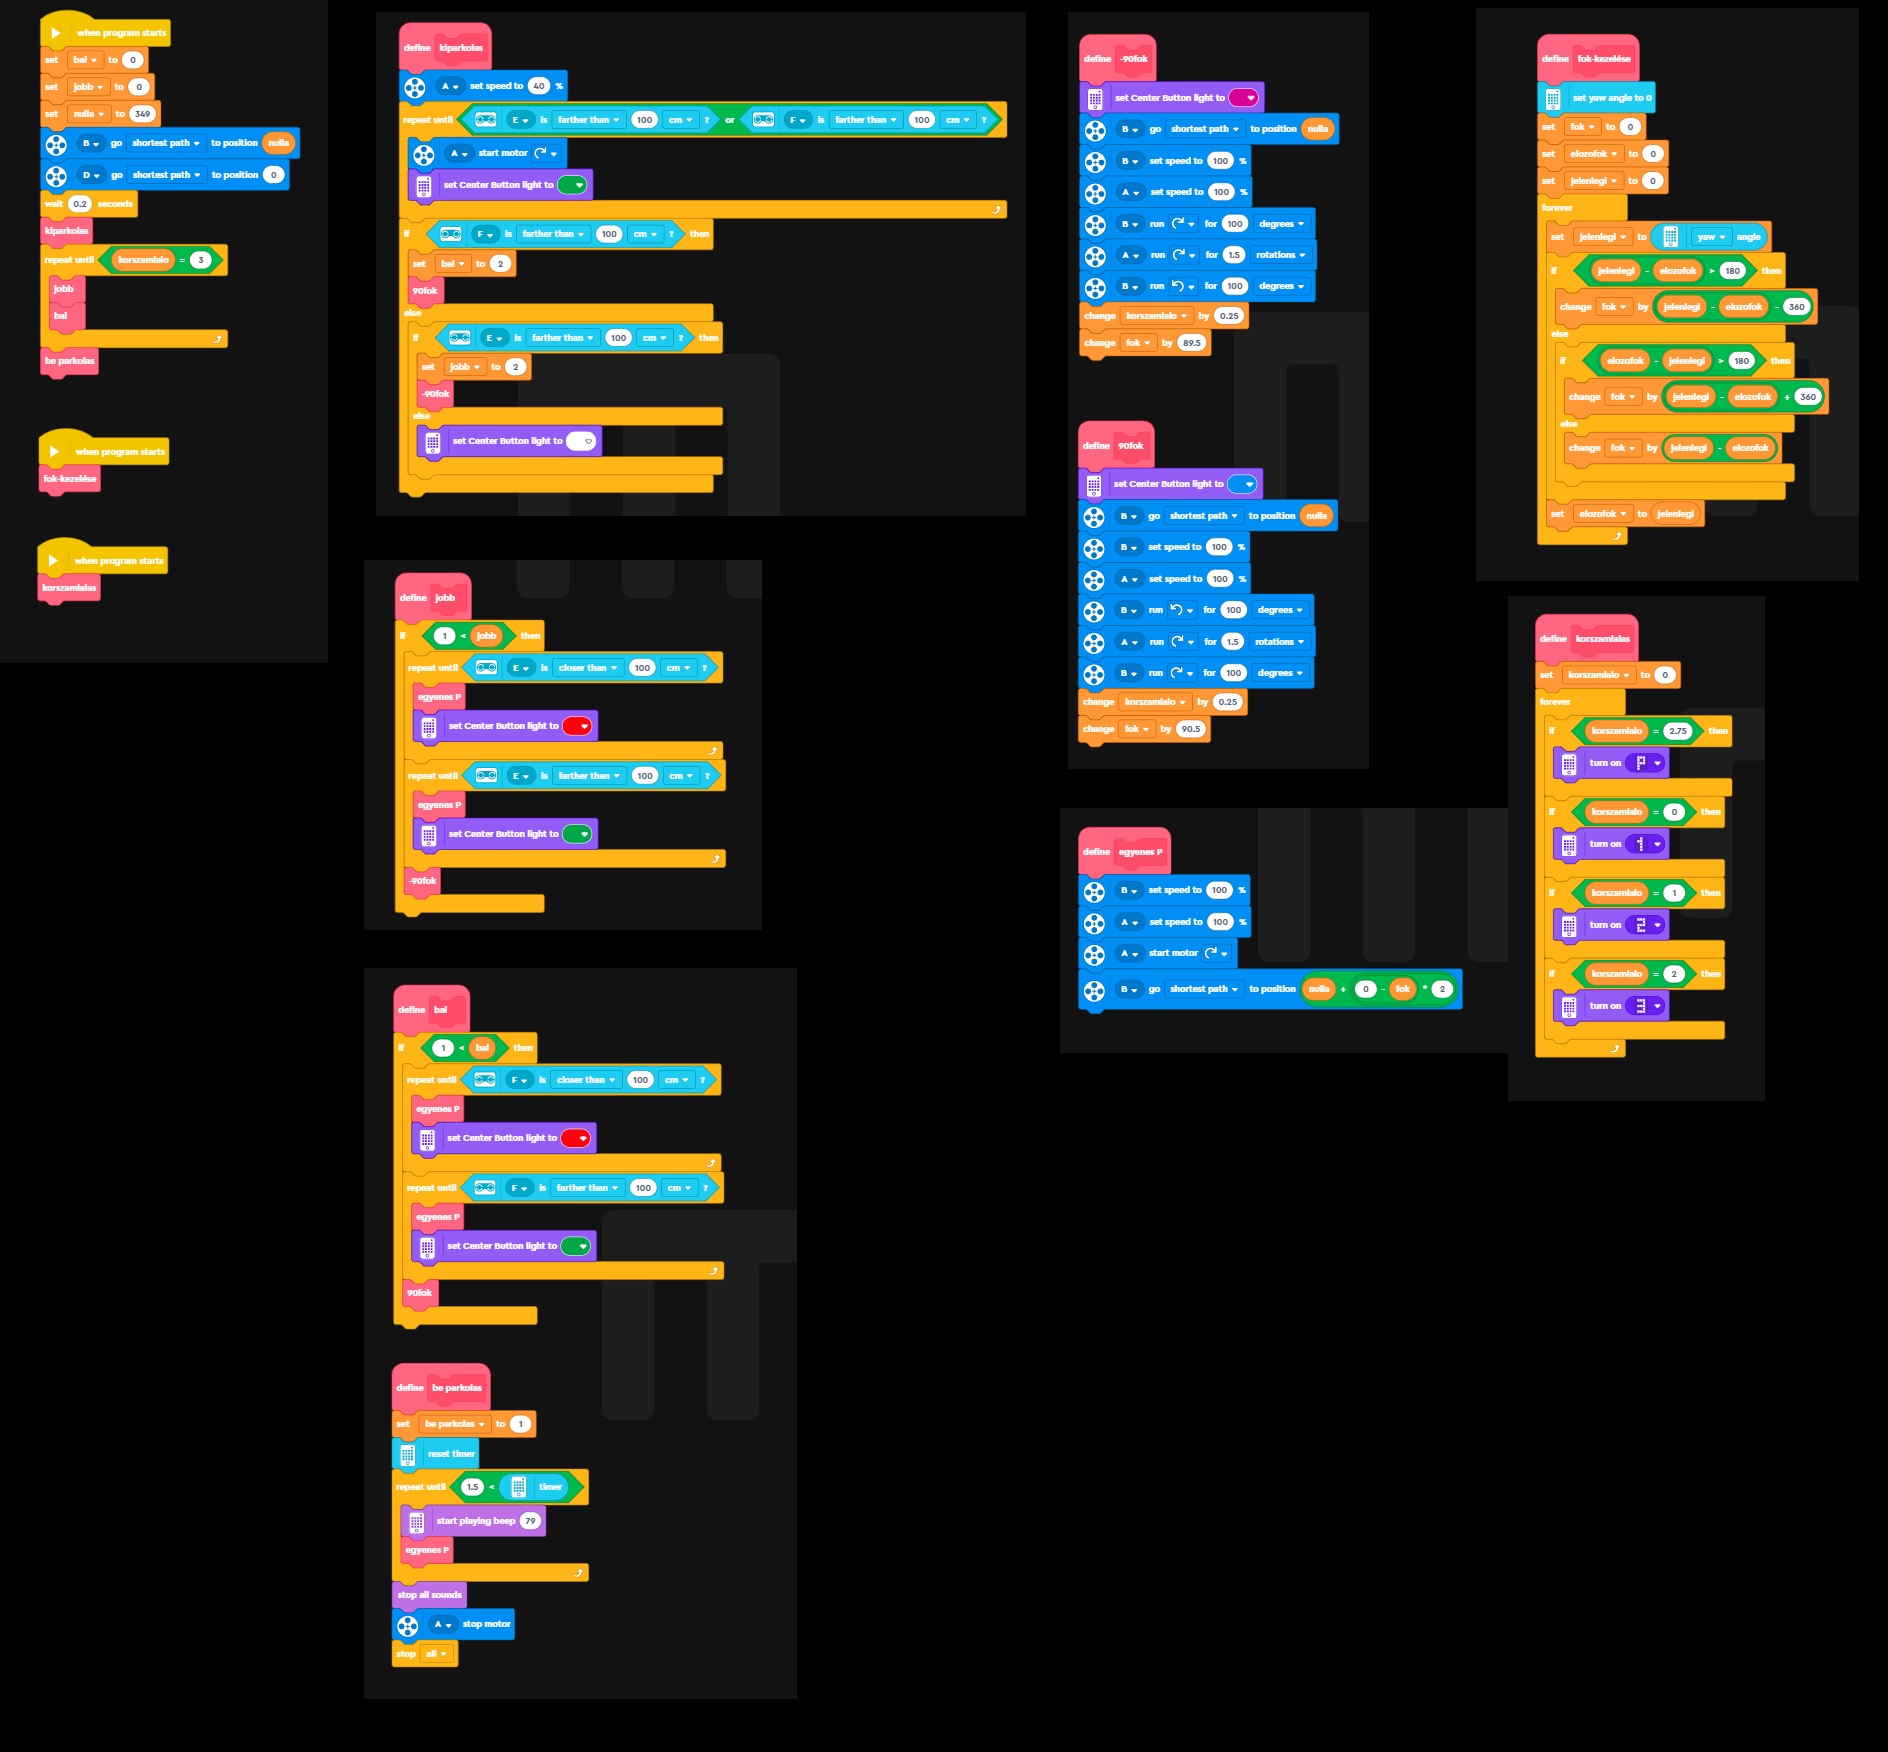 when program starts
set bal to 0
set jobb to 0
set nulla to 349
B go shortest path to position nulla
D go shortest path to position 0
wait 0.2 seconds
kiparkolas
repeat until korszamlalo = 3
jobb
bal
be parkolas
when program starts
fok-kezelése
when program starts
korszamlalas
define kiparkolas
A set speed to 40 %
repeat until E is farther than 100 cm ? or F is farther than 100 cm ?
A start motor
set Center Button light to
if F is farther than 100 cm ? then
set bal to 2
90fok
else
if E is farther than 100 cm ? then
set jobb to 2
-90fok
else
set Center Button light to
define jobb
if 1 < jobb then
repeat until E is closer than 100 cm ?
egyenes P
set Center Button light to
repeat until E is farther than 100 cm ?
egyenes P
set Center Button light to
-90fok
define bal
if 1 < bal then
repeat until F is closer than 100 cm ?
egyenes P
set Center Button light to
repeat until F is farther than 100 cm ?
egyenes P
set Center Button light to
90fok
define be parkolas
set be parkolas to 1
reset timer
repeat until 1.5 < timer
start playing beep 79
egyenes P
stop all sounds
A stop motor
stop all
define -90fok
set Center Button light to
B go shortest path to position nulla
B set speed to 100 %
A set speed to 100 %
B run for 100 degrees
A run for 1.5 rotations
B run for 100 degrees
change korszamlalo by 0.25
change fok by 89.5
define 90fok
set Center Button light to
B go shortest path to position nulla
B set speed to 100 %
A set speed to 100 %
B run for 100 degrees
A run for 1.5 rotations
B run for 100 degrees
change korszamlalo by 0.25
change fok by 90.5
define egyenes P
B set speed to 100 %
A set speed to 100 %
A start motor
B go shortest path to position nulla + 0 - fok * 2
define fok-kezelése
set yaw angle to 0
set fok to 0
set elozofok to 0
set jelenlegi to 0
forever
set jelenlegi to yaw angle
if jelenlegi - elozofok > 180 then
change fok by jelenlegi - elozofok - 360
else
if elozofok - jelenlegi > 180 then
change fok by jelenlegi - elozofok + 360
else
change fok by jelenlegi - elozofok
set elozofok to jelenlegi
define korszamlalas
set korszamlalo to 0
forever
if korszamlalo = 2.75 then
turn on P
if korszamlalo = 0 then
turn on 1
if korszamlalo = 1 then
turn on 2
if korszamlalo = 2 then
turn on 3